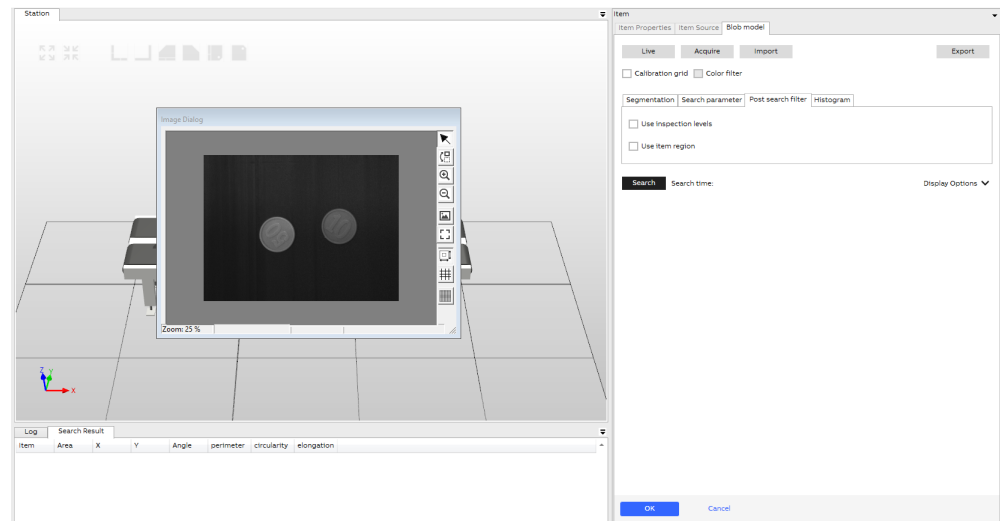 Station
Item
Item Properties Item Source Blob model
Live Acquire Import Export
Calibration grid Color filter
Segmentation Search parameter Post search filter Histogram
Use inspection levels
Use item region
Search Search time: Display Options
Image Dialog
Zoom: 25 %
Z Y
X
Log Search Result
Item Area X Y Angle perimeter circularity elongation
OK Cancel